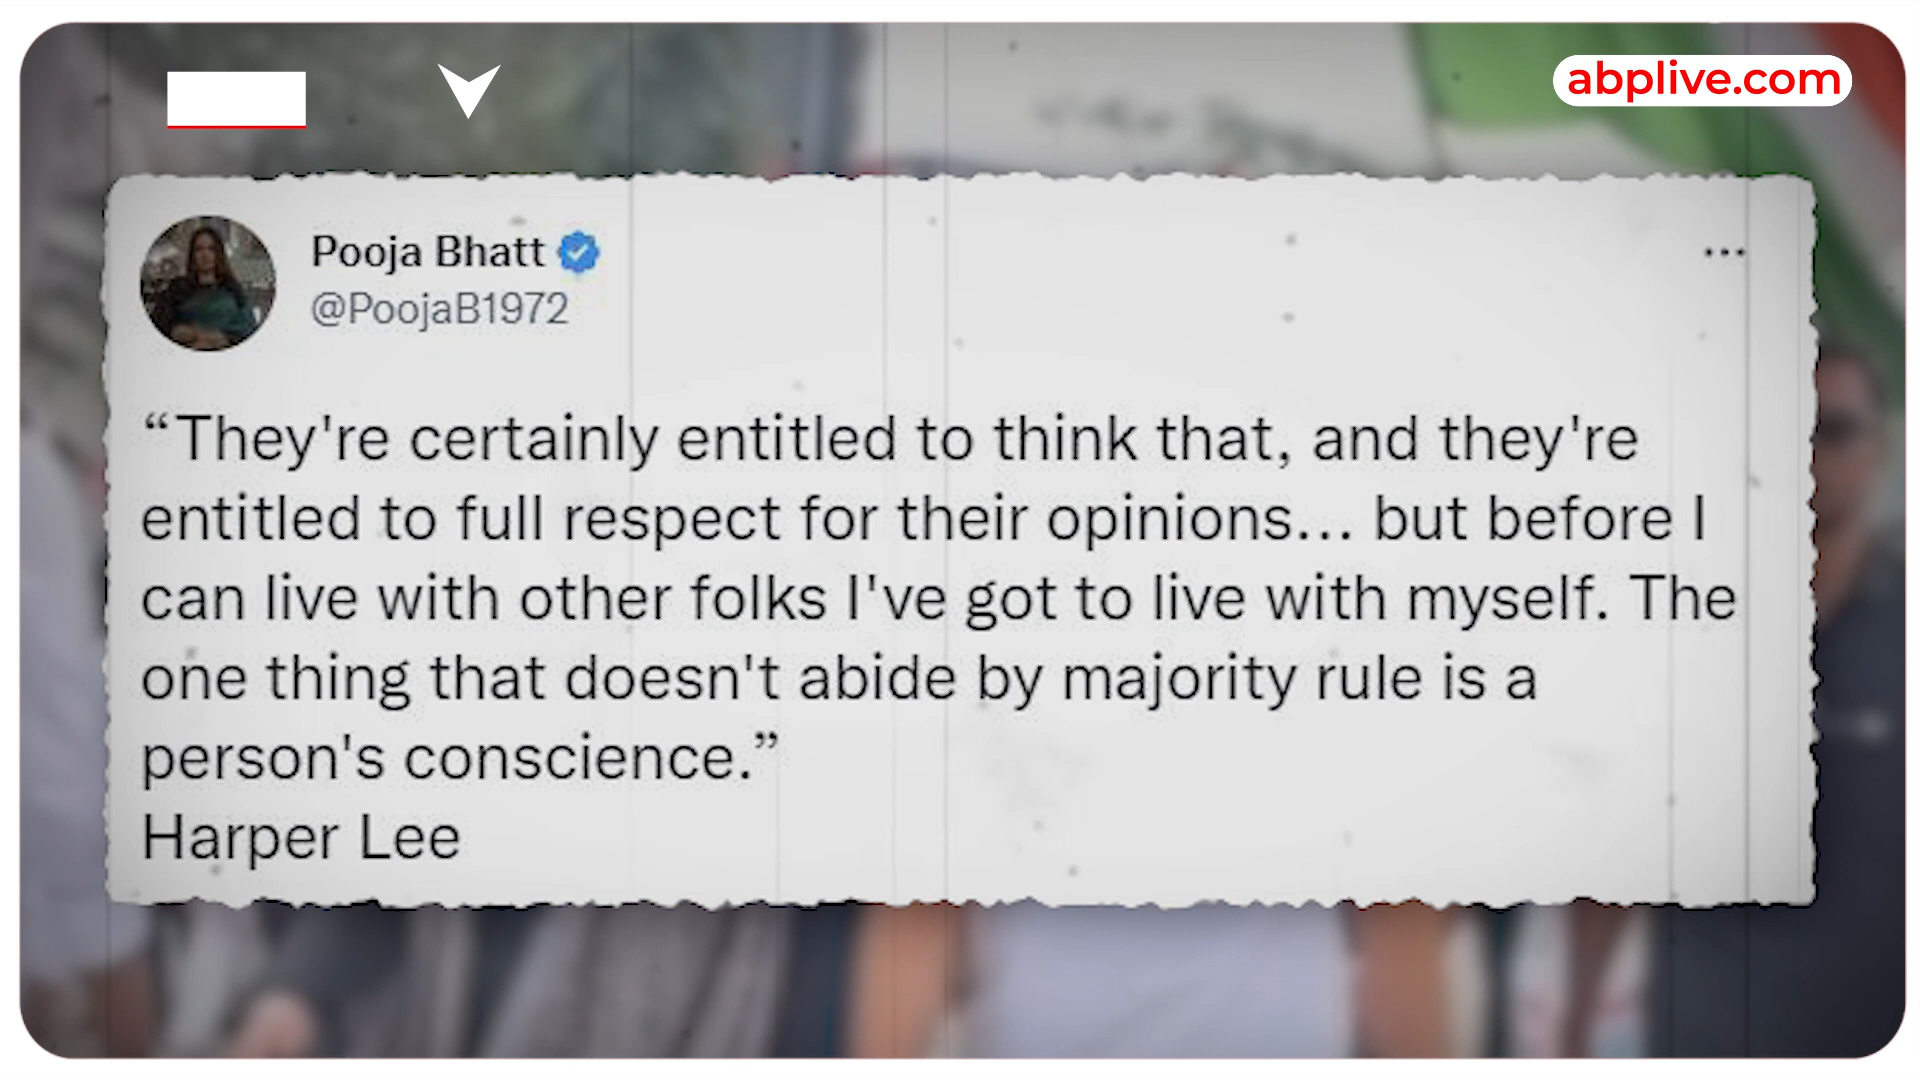 abplive.com
Pooja Bhatt
@PoojaB1972
“They're certainly entitled to think that, and they're
entitled to full respect for their opinions... but before I
can live with other folks I've got to live with myself. The
one thing that doesn't abide by majority rule is a
person's conscience.”
Harper Lee